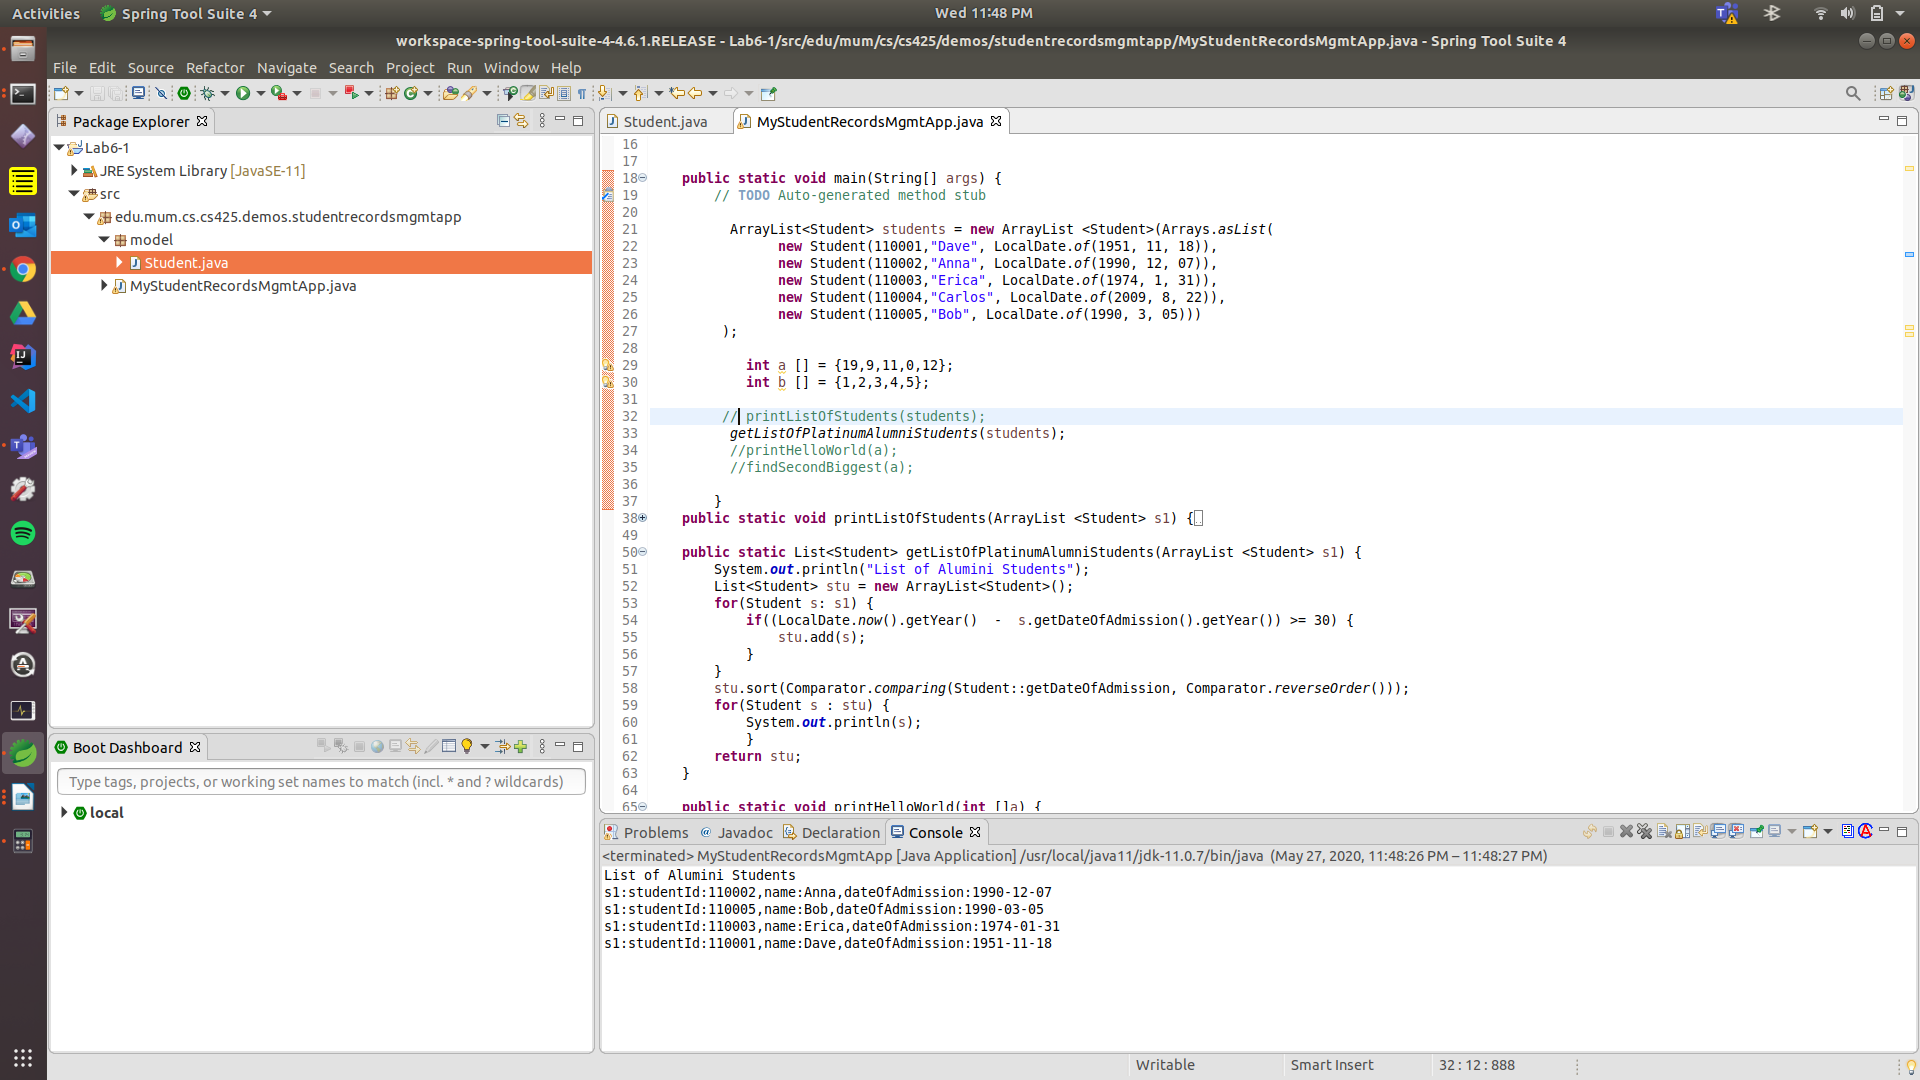 Activities Spring Tool Suite 4 Wed 11:48 PM
workspace-spring-tool-suite-4-4.6.1.RELEASE - Lab6-1/src/edu/mum/cs/cs425/demos/studentrecordsmgmtapp/MyStudentRecordsMgmtApp.java - Spring Tool Suite 4
File Edit Source Refactor Navigate Search Project Run Window Help
Package Explorer
Lab6-1
JRE System Library [JavaSE-11]
src
edu.mum.cs.cs425.demos.studentrecordsmgmtapp
model
Student.java
MyStudentRecordsMgmtApp.java
Boot Dashboard
Type tags, projects, or working set names to match (incl. * and ? wildcards)
local
Student.java MyStudentRecordsMgmtApp.java
16
17
18 public static void main(String[] args) {
19 // TODO Auto-generated method stub
20
21 ArrayList<Student> students = new ArrayList <Student>(Arrays.asList(
22 new Student(110001,"Dave", LocalDate.of(1951, 11, 18)),
23 new Student(110002,"Anna", LocalDate.of(1990, 12, 07)),
24 new Student(110003,"Erica", LocalDate.of(1974, 1, 31)),
25 new Student(110004,"Carlos", LocalDate.of(2009, 8, 22)),
26 new Student(110005,"Bob", LocalDate.of(1990, 3, 05)))
27 );
28
29 int a [] = {19,9,11,0,12};
30 int b [] = {1,2,3,4,5};
31
32 // printListOfStudents(students);
33 getListOfPlatinumAlumniStudents(students);
34 //printHelloWorld(a);
35 //findSecondBiggest(a);
36
37 }
38 public static void printListOfStudents(ArrayList <Student> s1) {
49
50 public static List<Student> getListOfPlatinumAlumniStudents(ArrayList <Student> s1) {
51 System.out.println("List of Alumini Students");
52 List<Student> stu = new ArrayList<Student>();
53 for(Student s: s1) {
54 if((LocalDate.now().getYear() - s.getDateOfAdmission().getYear()) >= 30) {
55 stu.add(s);
56 }
57 }
58 stu.sort(Comparator.comparing(Student::getDateOfAdmission, Comparator.reverseOrder()));
59 for(Student s : stu) {
60 System.out.println(s);
61 }
62 return stu;
63 }
64
65 public static void printHelloWorld(int []a) {
Problems Javadoc Declaration Console
<terminated> MyStudentRecordsMgmtApp [Java Application] /usr/local/java11/jdk-11.0.7/bin/java (May 27, 2020, 11:48:26 PM – 11:48:27 PM)
List of Alumini Students
s1:studentId:110002,name:Anna,dateOfAdmission:1990-12-07
s1:studentId:110005,name:Bob,dateOfAdmission:1990-03-05
s1:studentId:110003,name:Erica,dateOfAdmission:1974-01-31
s1:studentId:110001,name:Dave,dateOfAdmission:1951-11-18
Writable Smart Insert 32 : 12 : 888